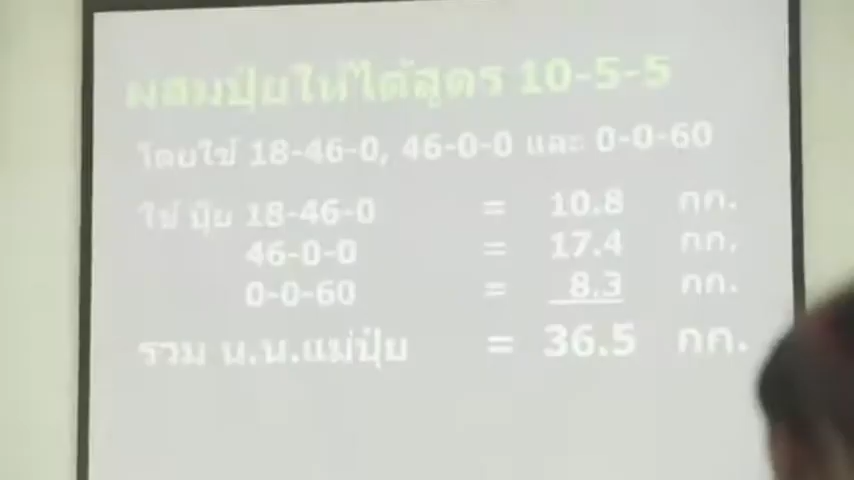 ผสมปุ๋ยให้ได้สูตร 10-5-5
โดยใช้ 18-46-0, 46-0-0 และ 0-0-60
ใช้ ปุ๋ย 18-46-0 = 10.8 กก.
46-0-0 = 17.4 กก.
0-0-60 = 8.3 กก.
รวม น.น.แม่ปุ๋ย = 36.5 กก.